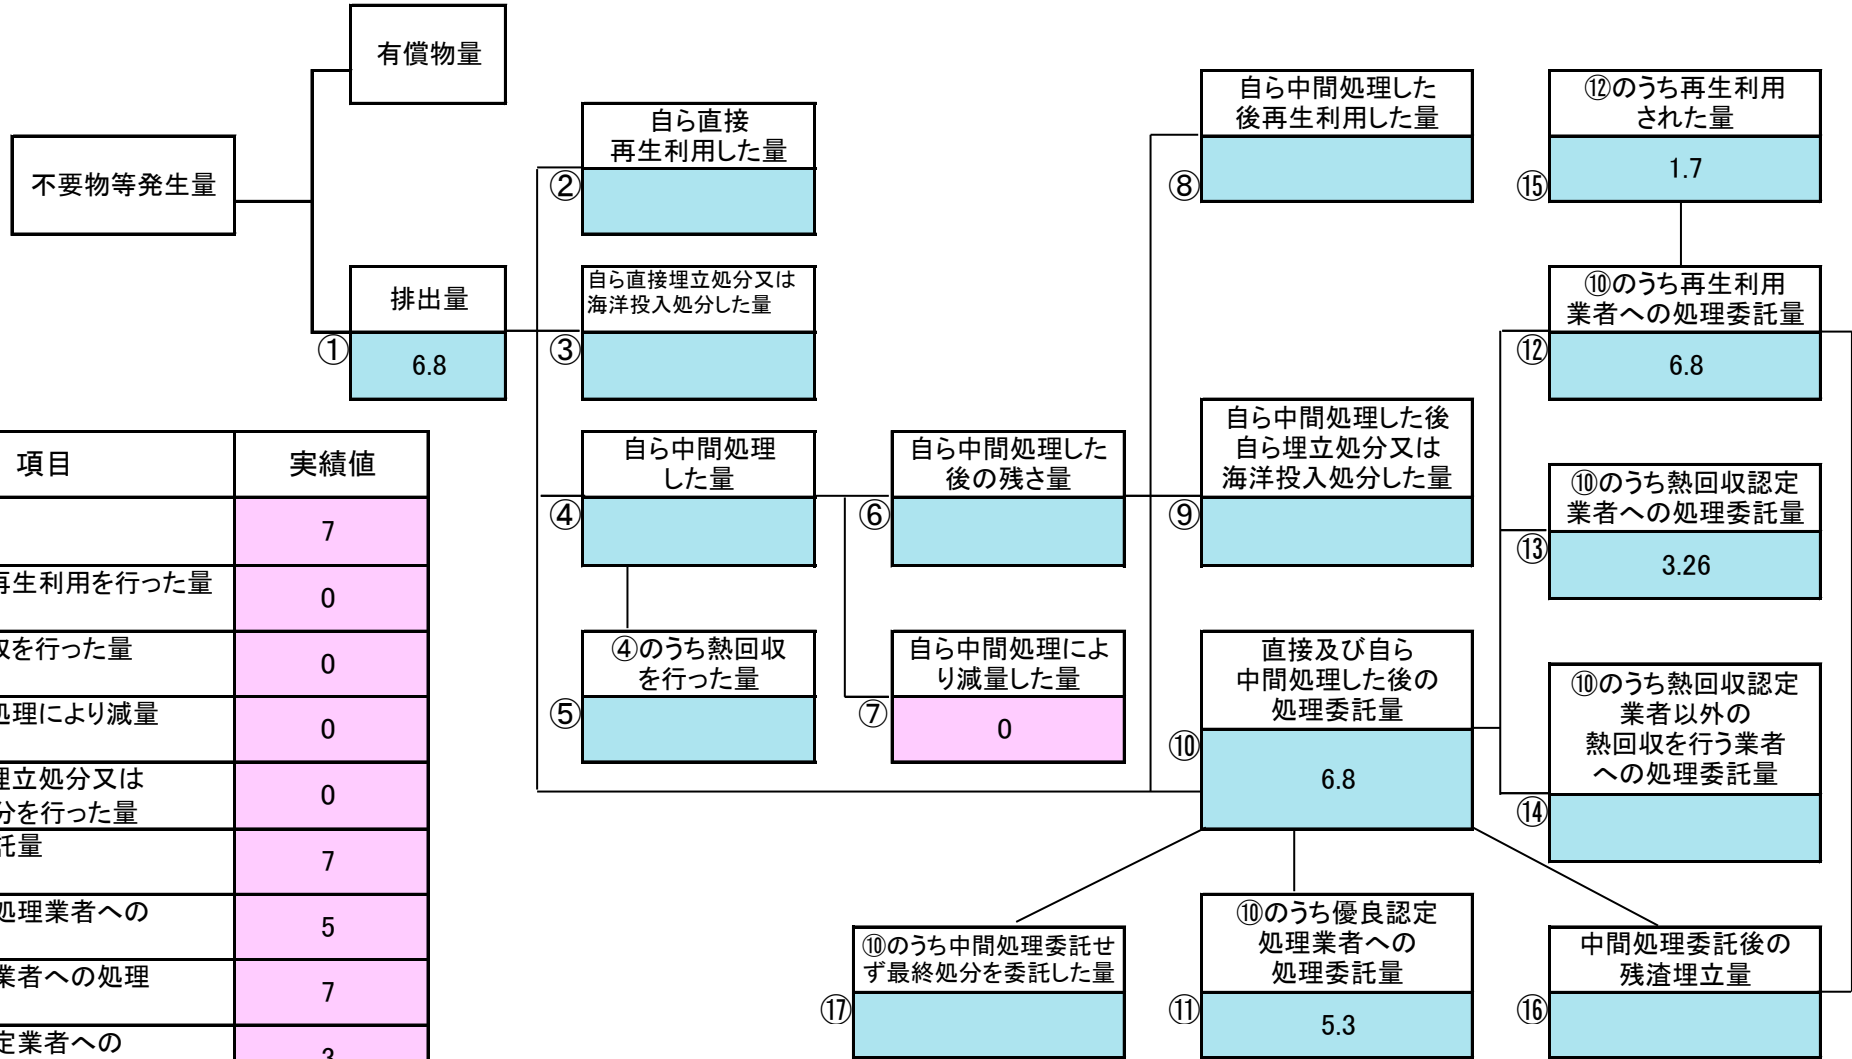 有償物量
不要物等発生量
排出量
①
6.8
自ら直接
再生利用した量
②
自ら直接埋立処分又は
海洋投入処分した量
③
自ら中間処理
した量
④
④のうち熱回収
を行った量
⑤
自ら中間処理した
後の残さ量
⑥
自ら中間処理によ
り減量した量
⑦
0
自ら中間処理した
後再生利用した量
⑧
自ら中間処理した後
自ら埋立処分又は
海洋投入処分した量
⑨
直接及び自ら
中間処理した後の
処理委託量
⑩
6.8
⑩のうち優良認定
処理業者への
処理委託量
⑪
5.3
⑫のうち再生利用
された量
⑮
1.7
⑩のうち再生利用
業者への処理委託量
⑫
6.8
⑩のうち熱回収認定
業者への処理委託量
⑬
3.26
⑩のうち熱回収認定
業者以外の
熱回収を行う業者
への処理委託量
⑭
中間処理委託後の
残渣埋立量
⑯
⑩のうち中間処理委託せ
ず最終処分を委託した量
⑰
項目 実績値
7
再生利用を行った量 0
を行った量 0
処理により減量 0
埋立処分又は
分を行った量 0
託量 7
処理業者への 5
業者への処理 7
定業者への 3